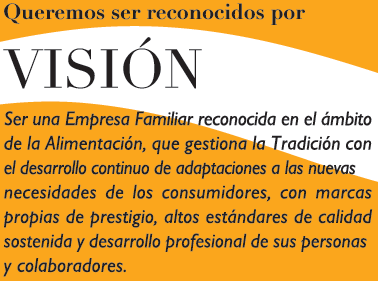 Queremos ser reconocidos por
VISIÓN
Ser una Empresa Familiar reconocida en el ámbito
de la Alimentación, que gestiona la Tradición con
el desarrollo continuo de adaptaciones a las nuevas
necesidades de los consumidores, con marcas
propias de prestigio, altos estándares de calidad
sostenida y desarrollo profesional de sus personas
y colaboradores.